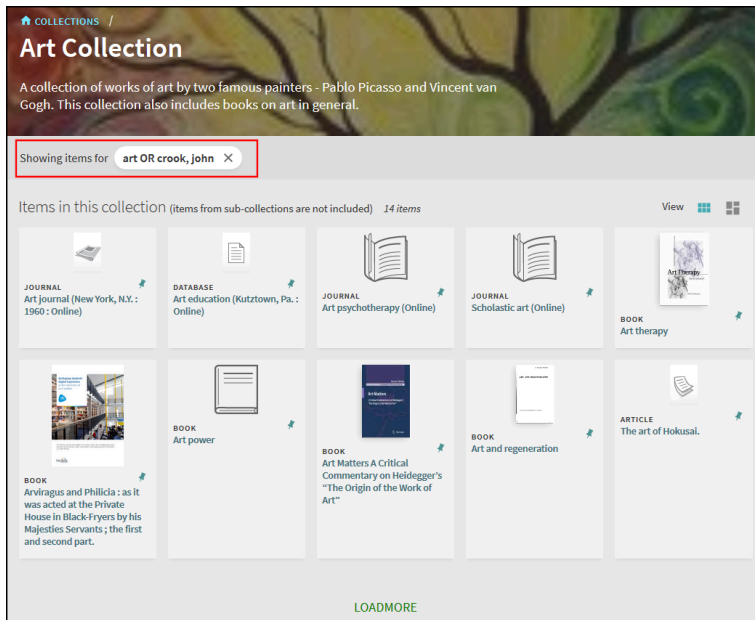 COLLECTIONS /
Art Collection
A collection of works of art by two famous painters - Pablo Picasso and Vincent van
Gogh. This collection also includes books on art in general.
Showing items for art OR crook, john ✕
Items in this collection (items from sub-collections are not included) 14 items
View
JOURNAL
Art journal (New York, N.Y. :
1960 : Online)
DATABASE
Art education (Kutztown, Pa. :
Online)
JOURNAL
Art psychotherapy (Online)
JOURNAL
Scholastic art (Online)
Art Therapy
BOOK
Art therapy
BOOK
Arviragus and Philicia : as it
was acted at the Private
House in Black-Fryers by his
Majesties Servants ; the first
and second part.
BOOK
Art power
Art Matters
BOOK
Art Matters A Critical
Commentary on Heidegger's
“The Origin of the Work of
Art”
ART AND REGENERATION
BOOK
Art and regeneration
ARTICLE
The art of Hokusai.
LOADMORE